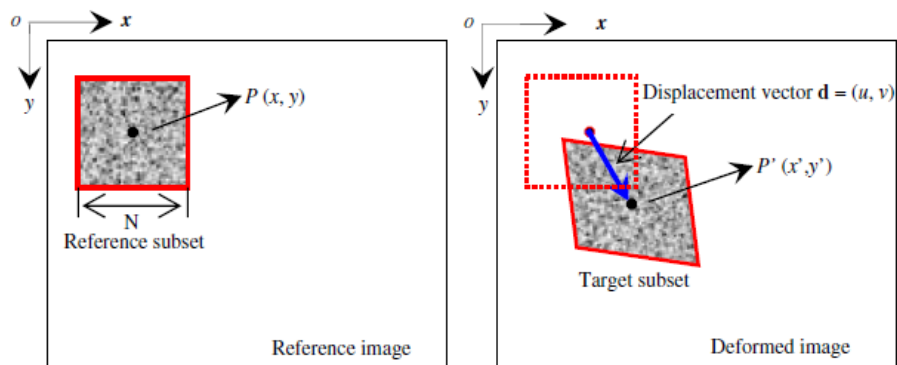 o
x
y
P (x, y)
N
Reference subset
Reference image
o
x
y
Displacement vector d = (u, v)
P' (x',y')
Target subset
Deformed image